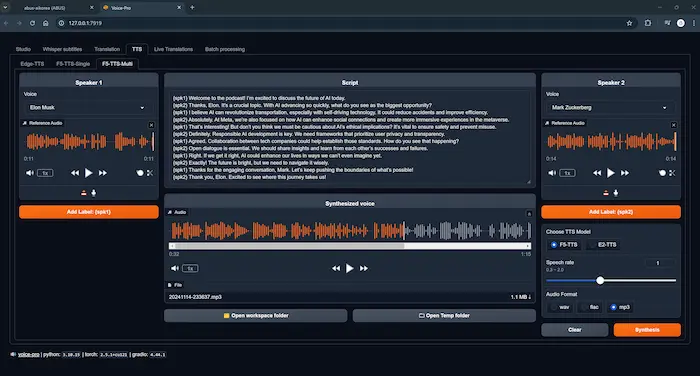 abus-aikorea (ABUS)
Voice-Pro
127.0.0.1:7919
Studio
Whisper subtitles
Translation
TTS
Live Translations
Batch processing
Edge-TTS
F5-TTS-Single
F5-TTS-Multi
Speaker 1
Voice
Elon Musk
Reference Audio
0:11
0:11
1x
Add Label: {spk1}
Script
{spk1} Welcome to the podcast! I'm excited to discuss the future of AI today.
{spk2} Thanks, Elon. It's a crucial topic. With AI advancing so quickly, what do you see as the biggest opportunity?
{spk1} I believe AI can revolutionize transportation, especially with self-driving technology. It could reduce accidents and improve efficiency.
{spk2} Absolutely. At Meta, we're also focused on how AI can enhance social connections and create more immersive experiences in the metaverse.
{spk1} That's interesting! But don't you think we must be cautious about AI's ethical implications? It's vital to ensure safety and prevent misuse.
{spk2} Definitely. Responsible AI development is key. We need frameworks that prioritize user privacy and transparency.
{spk1} Agreed. Collaboration between tech companies could help establish those standards. How do you see that happening?
{spk2} Open dialogue is essential. We should share insights and learn from each other's successes and failures.
{spk1} Right. If we get it right, AI could enhance our lives in ways we can't even imagine yet.
{spk2} Exactly! The future is bright, but we need to navigate it wisely.
{spk1} Thanks for the engaging conversation, Mark. Let's keep pushing the boundaries of what's possible!
{spk2} Thank you, Elon. Excited to see where this journey takes us!
Synthesized voice
Audio
0:52
1:15
1x
File
20241114-233637.mp3
1.1 MB ↓
Open workspace folder
Open Temp folder
Speaker 2
Voice
Mark Zuckerberg
Reference Audio
0:14
0:14
1x
Add Label: {spk2}
Choose TTS Model
F5-TTS
E2-TTS
Speech rate
1
0.3 ~ 2.0
Audio Format
wav
flac
mp3
Clear
Synthesis
voice-pro | python: 3.10.15 | torch: 2.5.1+cu121 | gradio: 4.44.1